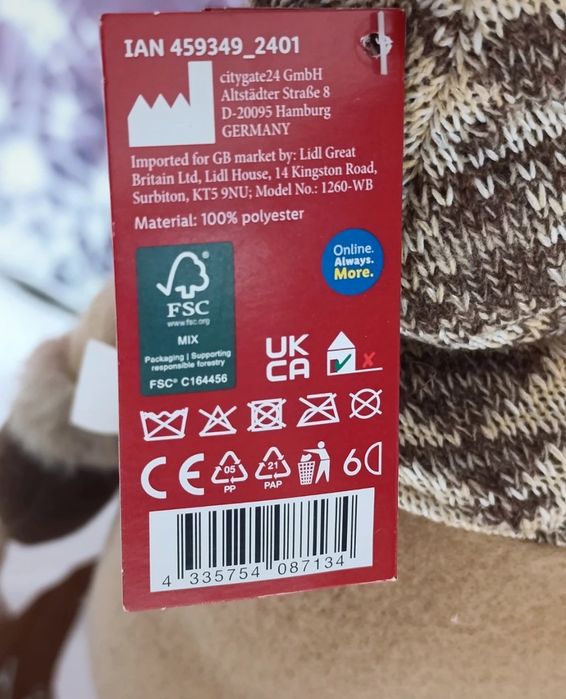 IAN 459349_2401
citygate24 GmbH
Altstädter Straße 8
D-20095 Hamburg
GERMANY
Imported for GB market by: Lidl Great
Britain Ltd, Lidl House, 14 Kingston Road,
Surbiton, KT5 9NU; Model No.: 1260-WB
Material: 100% polyester
Online.
Always.
More.
FSC
www.fsc.org
MIX
Packaging | Supporting
responsible forestry
FSC® C164456
UK
CA
CE
05
PP
21
PAP
6
4 335754 087134